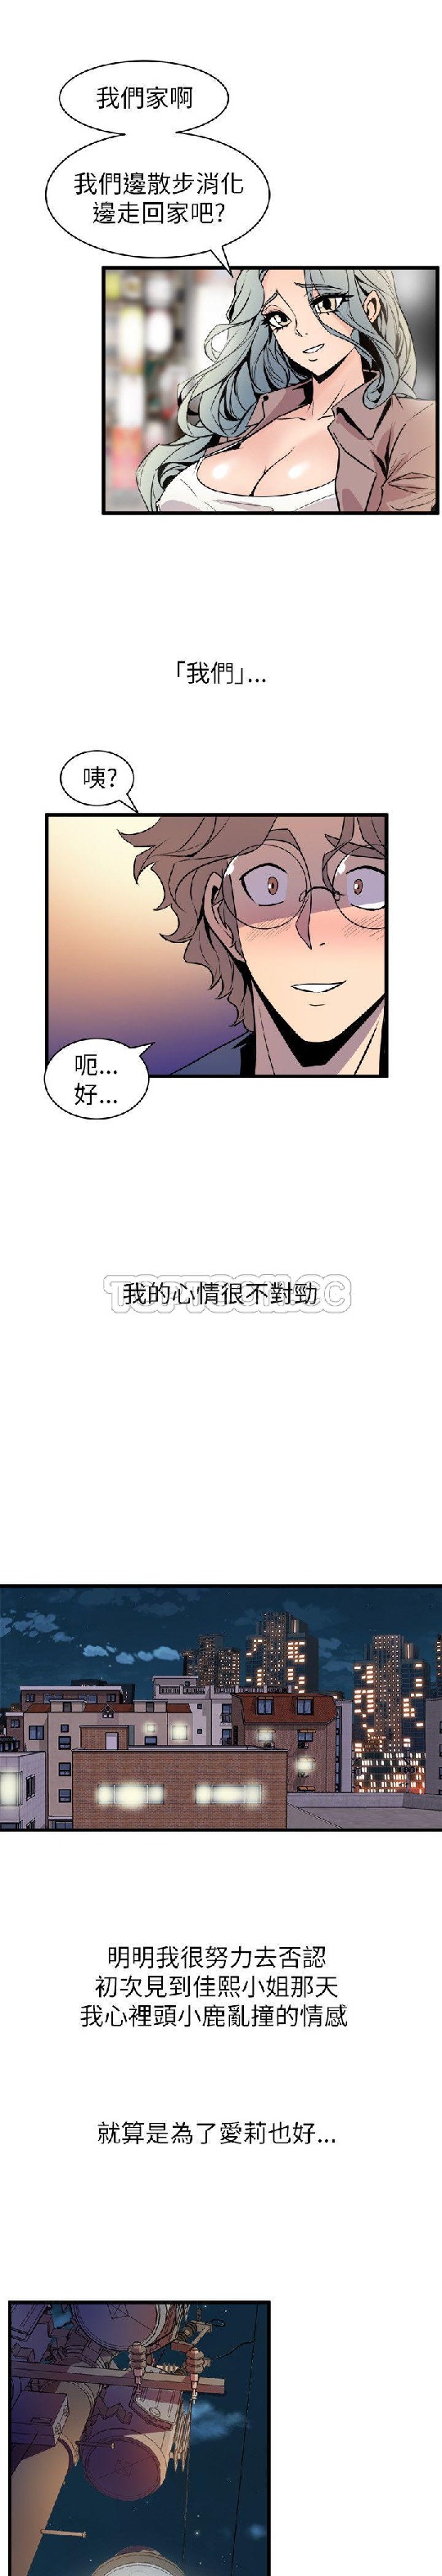 我們家啊
我們邊散步消化
邊走回家吧?
「我們」...
咦?
呃...
好...
TOPTOON.CC
我的心情很不對勁
明明我很努力去否認
初次見到佳熙小姐那天
我心裡頭小鹿亂撞的情感
就算是為了愛莉也好...